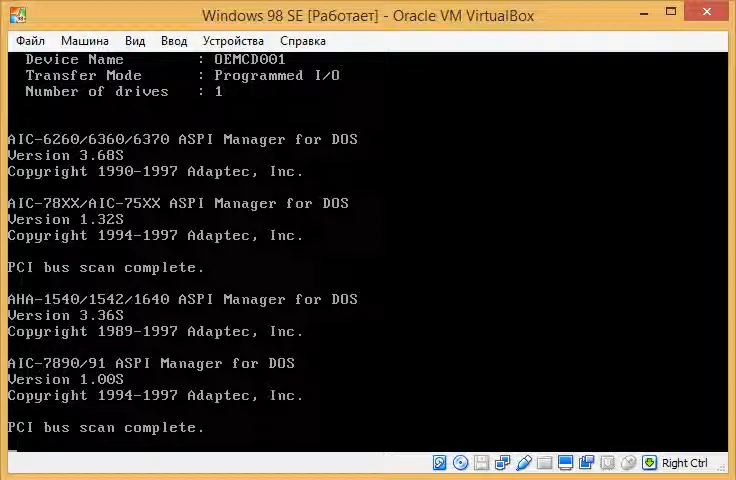 Windows 98 SE [Работает] - Oracle VM VirtualBox
Файл Машина Вид Ввод Устройства Справка
Device Name : OEMCD001
Transfer Mode : Programmed I/O
Number of drives : 1
AIC-6260/6360/6370 ASPI Manager for DOS
Version 3.68S
Copyright 1990-1997 Adaptec, Inc.
AIC-78XX/AIC-75XX ASPI Manager for DOS
Version 1.32S
Copyright 1994-1997 Adaptec, Inc.
PCI bus scan complete.
AHA-1540/1542/1640 ASPI Manager for DOS
Version 3.36S
Copyright 1989-1997 Adaptec, Inc.
AIC-7890/91 ASPI Manager for DOS
Version 1.00S
Copyright 1994-1997 Adaptec, Inc.
PCI bus scan complete.
Right Ctrl